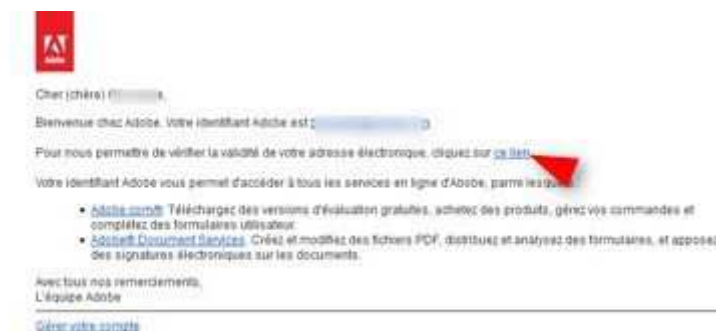 Adobe
Cher (chère)
Bienvenue chez Adobe. Votre identifiant Adobe est
Pour nous permettre de vérifier la validité de votre adresse électronique, cliquez sur ce lien
Votre identifiant Adobe vous permet d'accéder à tous les services en ligne d'Adobe, parmi
• Adobe.com®: Téléchargez des versions d'évaluation gratuites, achetez des produits, gérez vos commandes et
complétez des formulaires utilisateur.
• Adobe® Document Services: Créez et modifiez des fichiers PDF, distribuez et analysez des formulaires, et apposez
des signatures électroniques sur les documents.
Avec tous nos remerciements,
L'équipe Adobe
Gérer votre compte